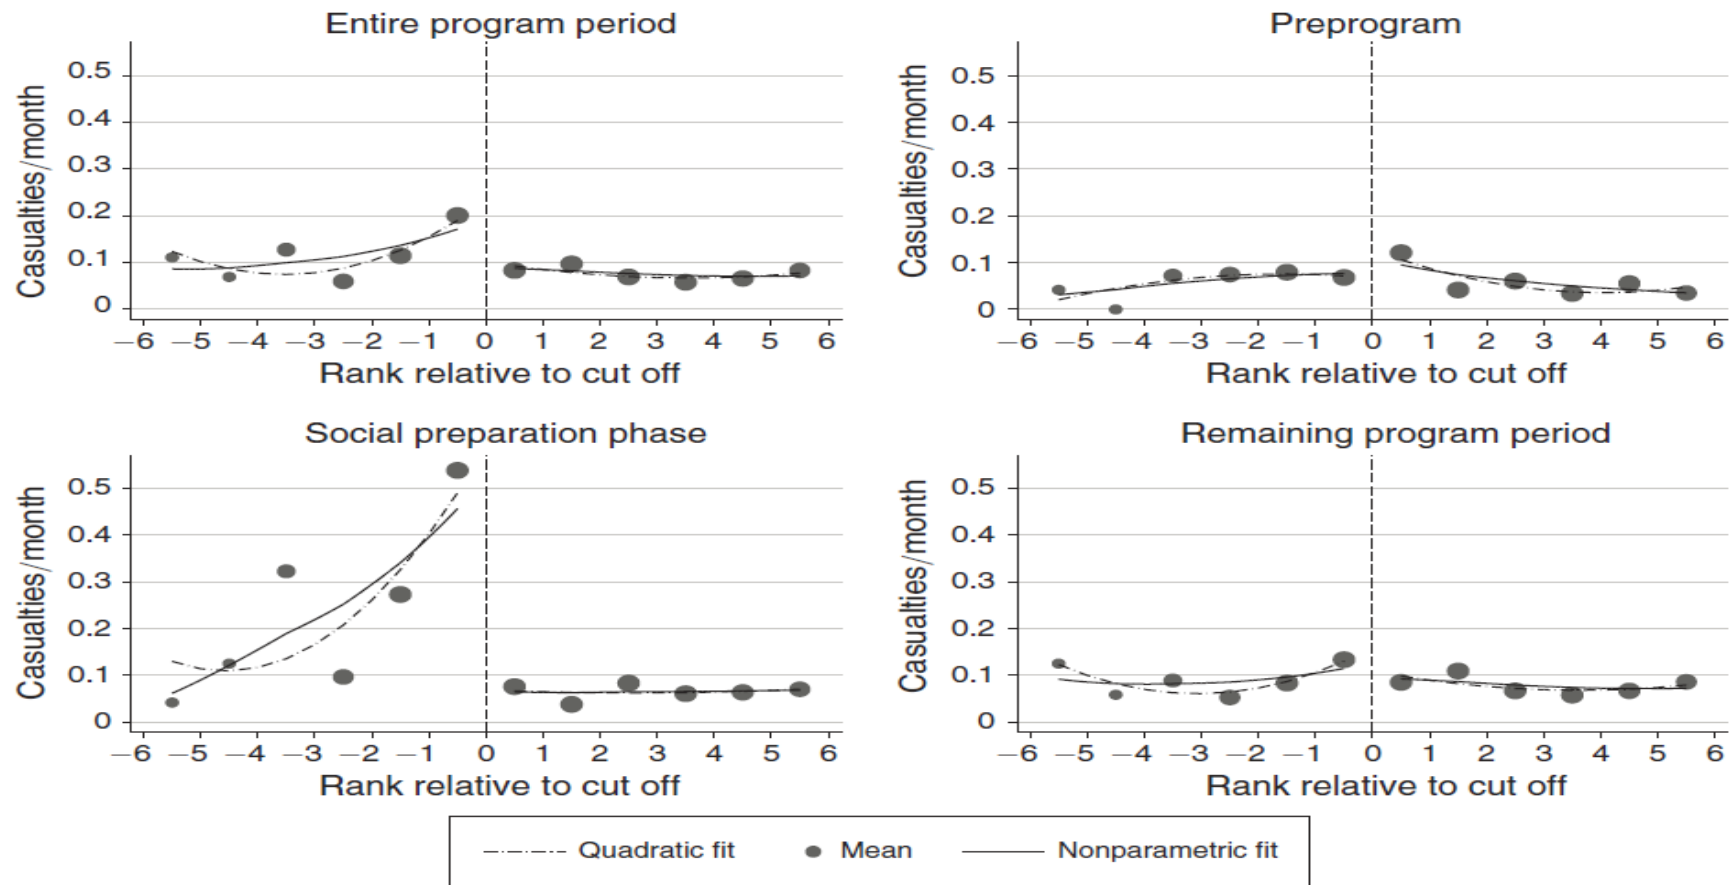 Entire program period
Casualties/month
0.5
0.4
0.3
0.2
0.1
0
−6 −5 −4 −3 −2 −1 0 1 2 3 4 5 6
Rank relative to cut off
Preprogram
Casualties/month
0.5
0.4
0.3
0.2
0.1
0
−6 −5 −4 −3 −2 −1 0 1 2 3 4 5 6
Rank relative to cut off
Social preparation phase
Casualties/month
0.5
0.4
0.3
0.2
0.1
0
−6 −5 −4 −3 −2 −1 0 1 2 3 4 5 6
Rank relative to cut off
Remaining program period
Casualties/month
0.5
0.4
0.3
0.2
0.1
0
−6 −5 −4 −3 −2 −1 0 1 2 3 4 5 6
Rank relative to cut off
Quadratic fit Mean Nonparametric fit